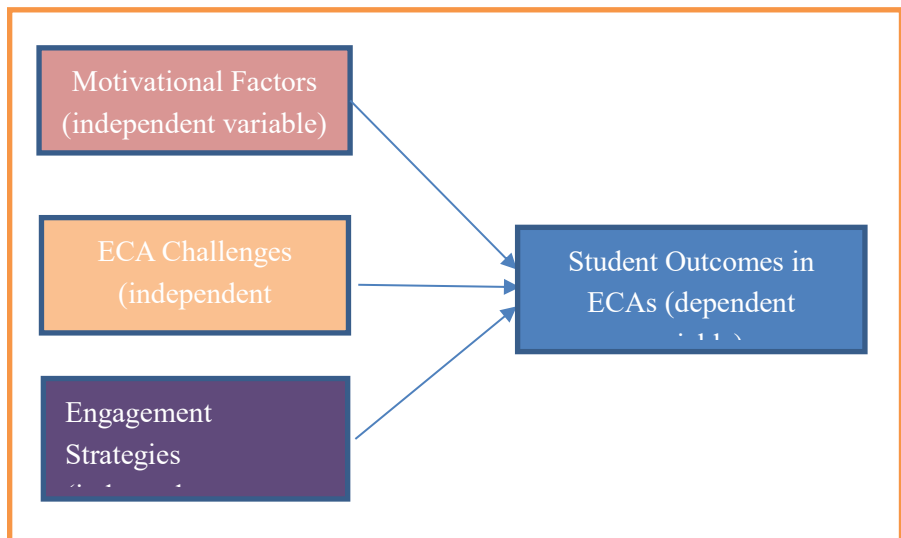 Motivational Factors
(independent variable)
ECA Challenges
(independent
Engagement
Strategies
Student Outcomes in
ECAs (dependent